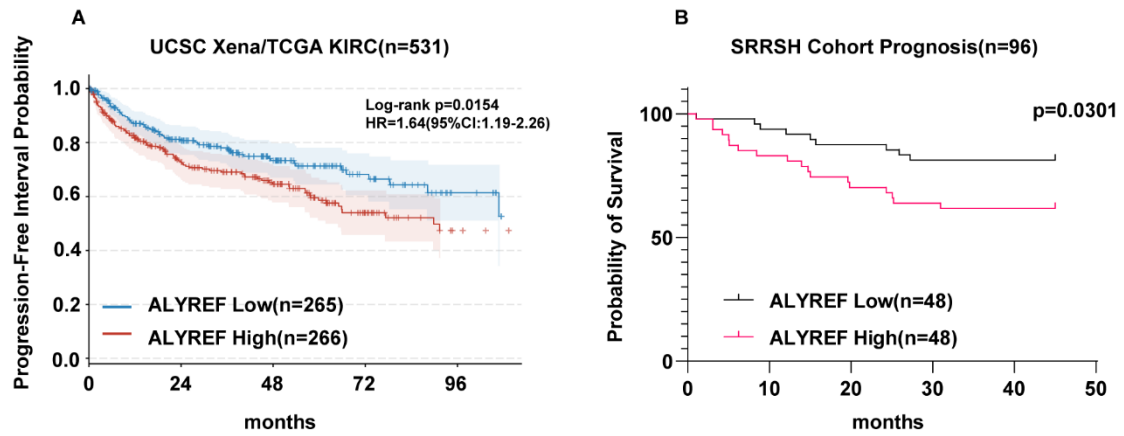 A
UCSC Xena/TCGA KIRC(n=531)
Progression-Free Interval Probability
1.0
0.8
0.6
0.4
0.2
0.0
Log-rank p=0.0154
HR=1.64(95%CI:1.19-2.26)
ALYREF Low(n=265)
ALYREF High(n=266)
0 24 48 72 96
months
B
SRRSH Cohort Prognosis(n=96)
Probability of Survival
100
50
0
p=0.0301
ALYREF Low(n=48)
ALYREF High(n=48)
0 10 20 30 40 50
months